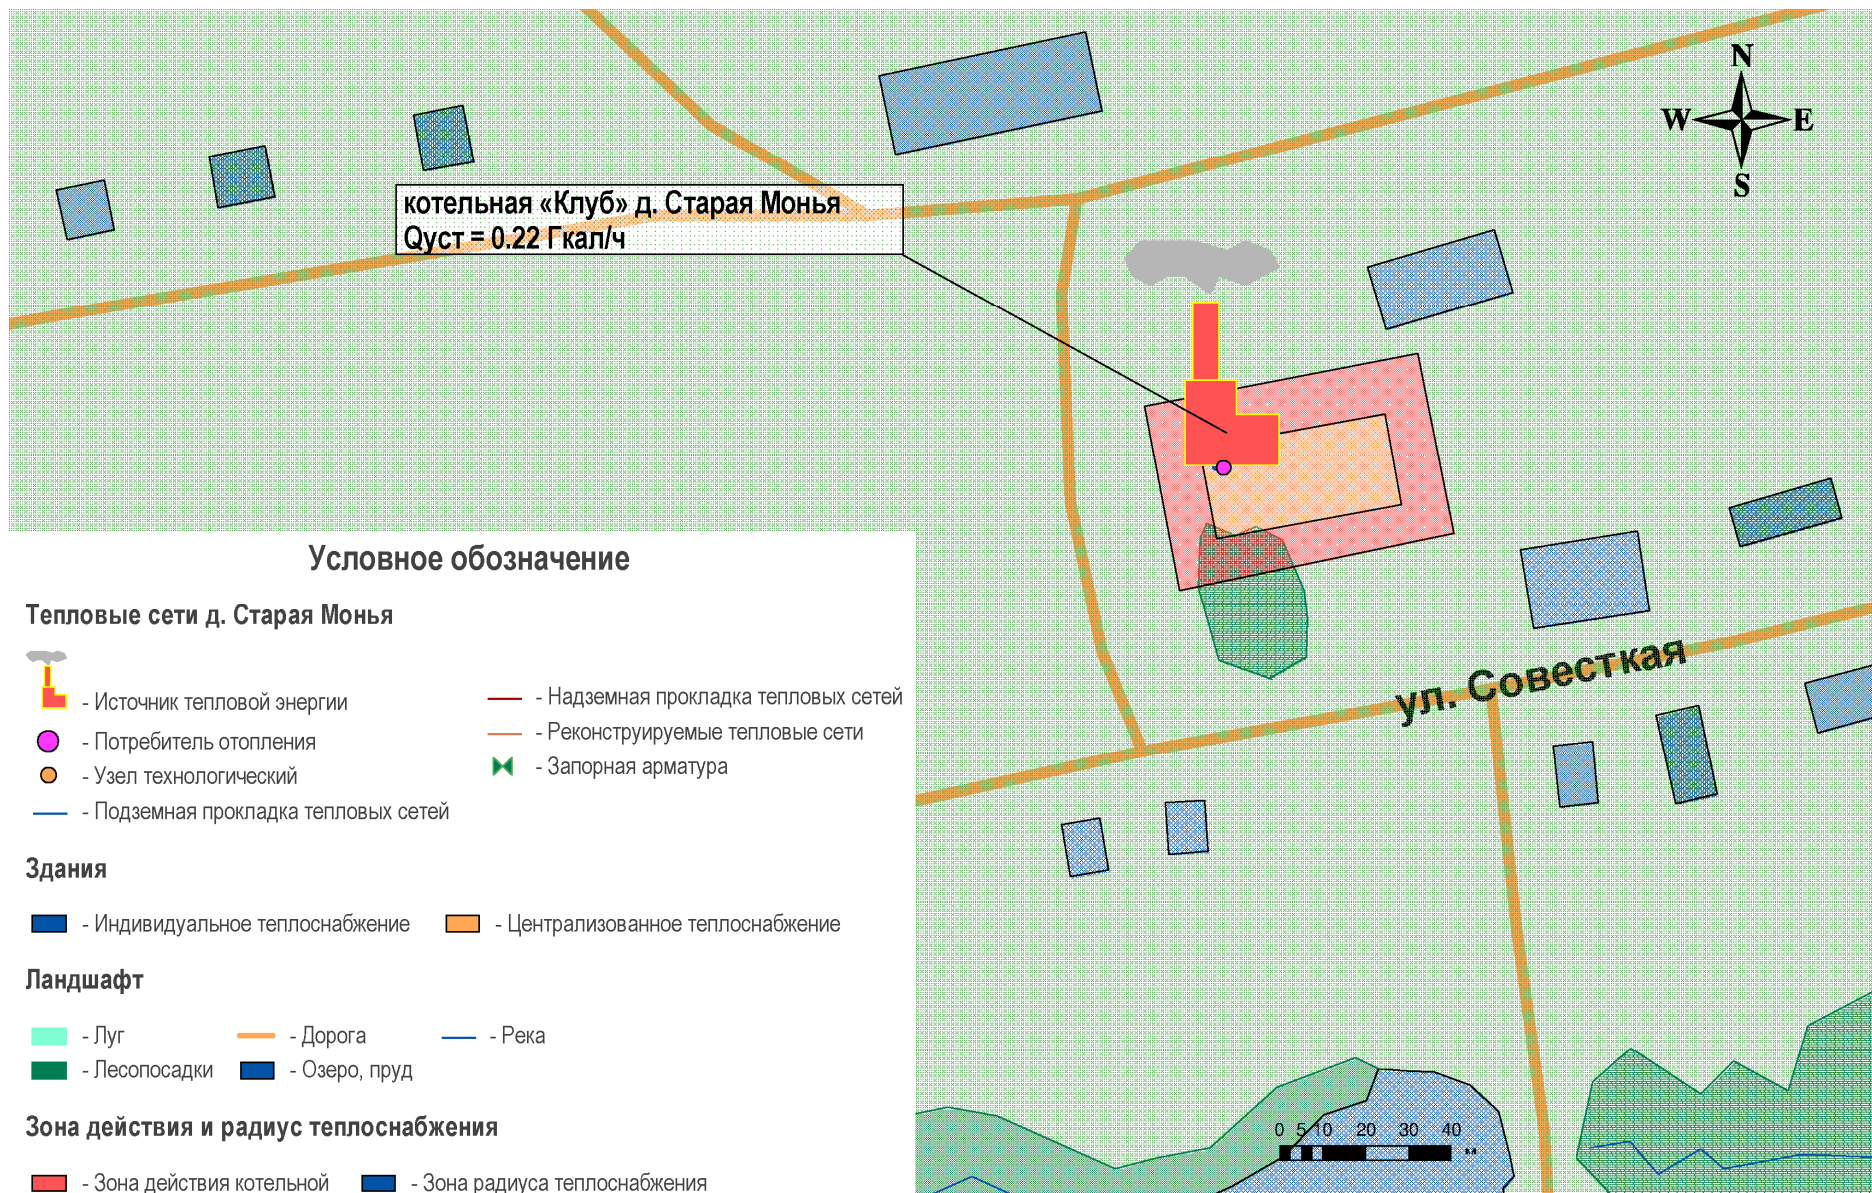 N
W E
S
котельная «Клуб» д. Старая Монья
Qуст = 0.22 Гкал/ч
ул. Совесткая
Условное обозначение
Тепловые сети д. Старая Монья
- Источник тепловой энергии
- Потребитель отопления
- Узел технологический
- Подземная прокладка тепловых сетей
- Надземная прокладка тепловых сетей
- Реконструируемые тепловые сети
- Запорная арматура
Здания
- Индивидуальное теплоснабжение - Централизованное теплоснабжение
Ландшафт
- Луг - Дорога - Река
- Лесопосадки - Озеро, пруд
Зона действия и радиус теплоснабжения
- Зона действия котельной - Зона радиуса теплоснабжения
0 5 10 20 30 40
м